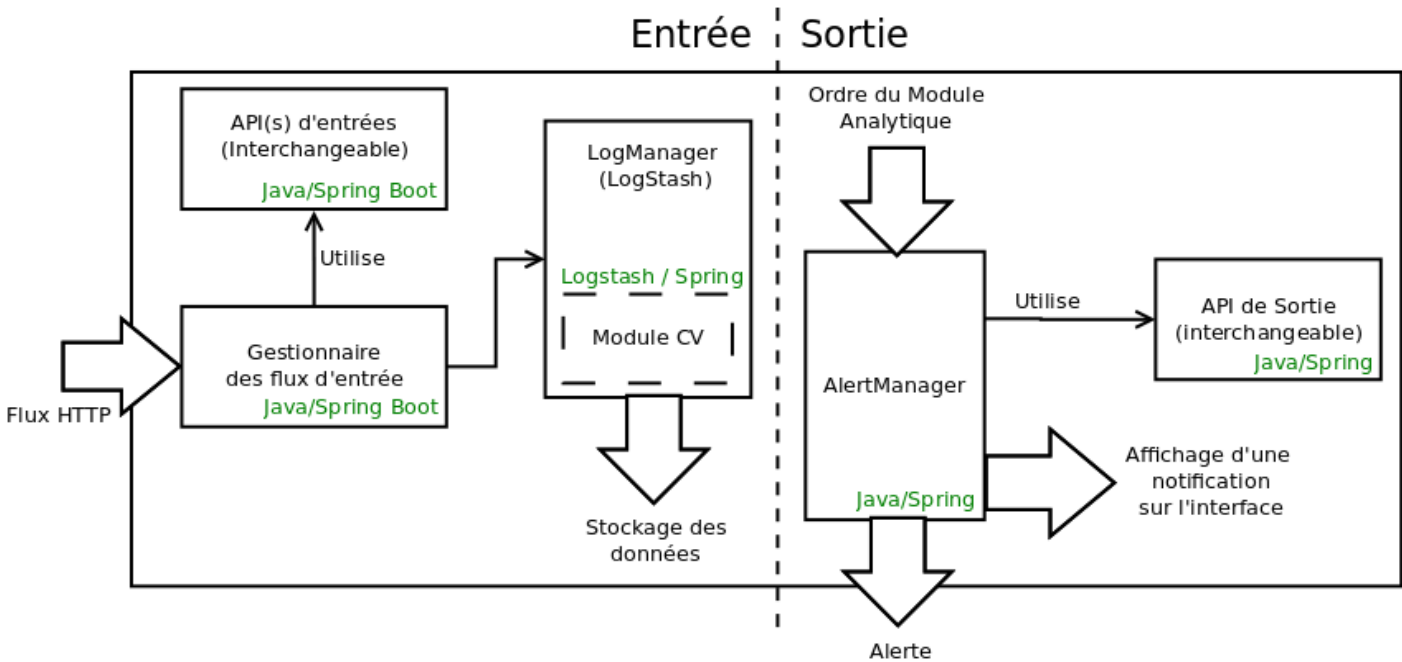 Entrée
Sortie
API(s) d'entrées
(Interchangeable)
Java/Spring Boot
Utilise
Gestionnaire
des flux d'entrée
Java/Spring Boot
Flux HTTP
LogManager
(LogStash)
Logstash / Spring
Module CV
Stockage des
données
Ordre du Module
Analytique
AlertManager
Java/Spring
Utilise
API de Sortie
(interchangeable)
Java/Spring
Affichage d'une
notification
sur l'interface
Alerte